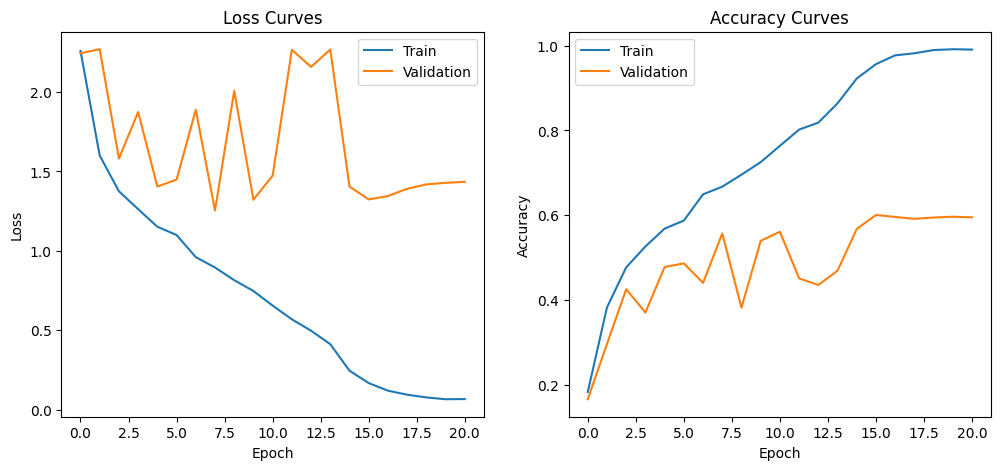 Loss Curves
Train
Validation
2.0
1.5
1.0
0.5
0.0
Loss
0.0 2.5 5.0 7.5 10.0 12.5 15.0 17.5 20.0
Epoch
Accuracy Curves
Train
Validation
1.0
0.8
0.6
0.4
0.2
Accuracy
0.0 2.5 5.0 7.5 10.0 12.5 15.0 17.5 20.0
Epoch